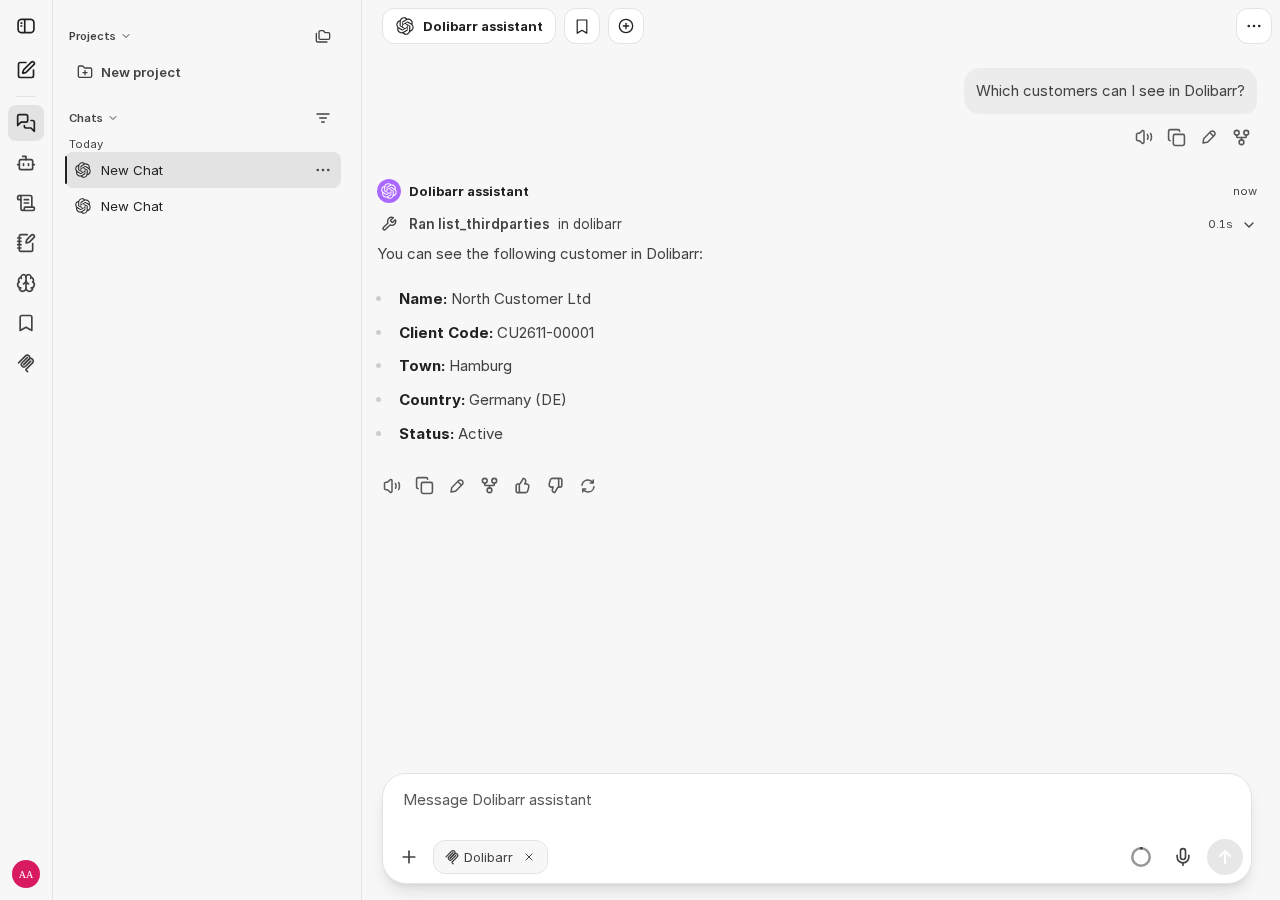 Projects
New project
Chats
Today
New Chat
New Chat
AA
Dolibarr assistant
Which customers can I see in Dolibarr?
Dolibarr assistant
now
Ran list_thirdparties in dolibarr
0.1s
You can see the following customer in Dolibarr:
Name: North Customer Ltd
Client Code: CU2611-00001
Town: Hamburg
Country: Germany (DE)
Status: Active
Message Dolibarr assistant
Dolibarr